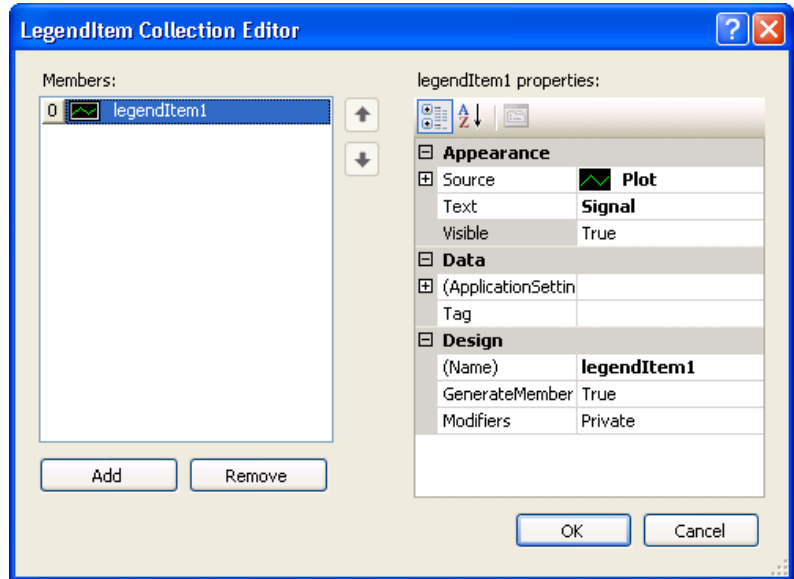 LegendItem Collection Editor
Members:
0 legendItem1
Add Remove
legendItem1 properties:
Appearance
Source Plot
Text Signal
Visible True
Data
(ApplicationSettin
Tag
Design
(Name) legendItem1
GenerateMember True
Modifiers Private
OK Cancel